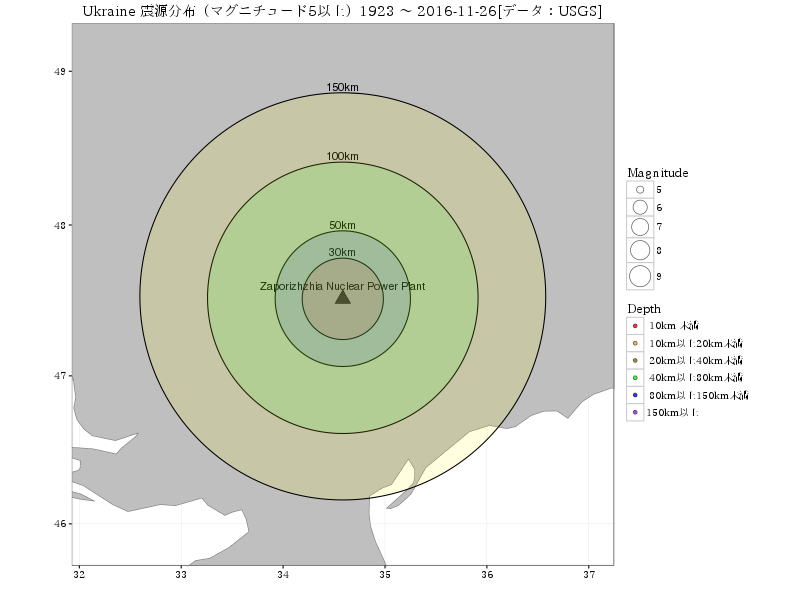 Ukraine 震源分布（マグニチュード5以上）1923 〜 2016-11-26[データ：USGS]
150km
100km
50km
30km
Zaporizhzhia Nuclear Power Plant
49
48
47
46
32
33
34
35
36
37
Magnitude
5
6
7
8
9
Depth
10km 未満
10km以上20km未満
20km以上40km未満
40km以上80km未満
80km以上150km未満
150km以上